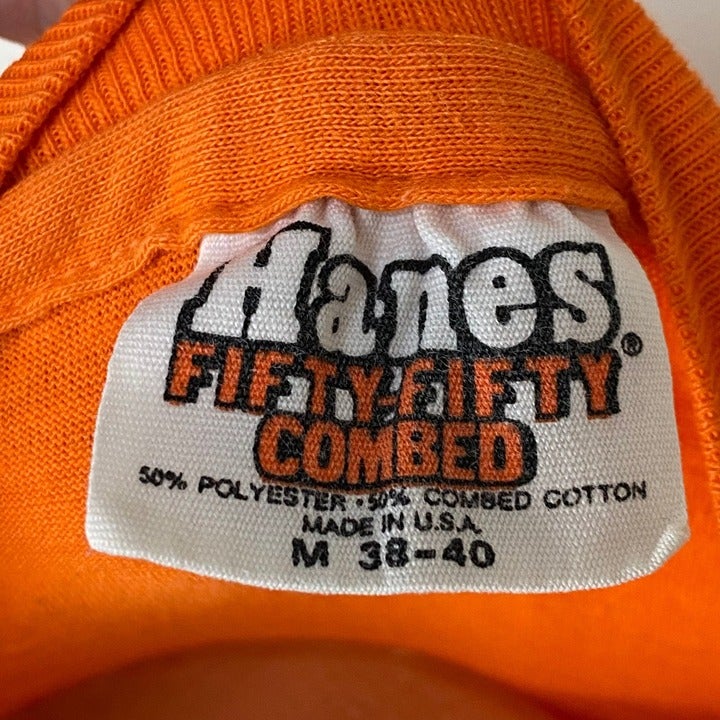 Hanes
FIFTY-FIFTY®
COMBED
50% POLYESTER • 50% COMBED COTTON
MADE IN U.S.A.
M 38-40